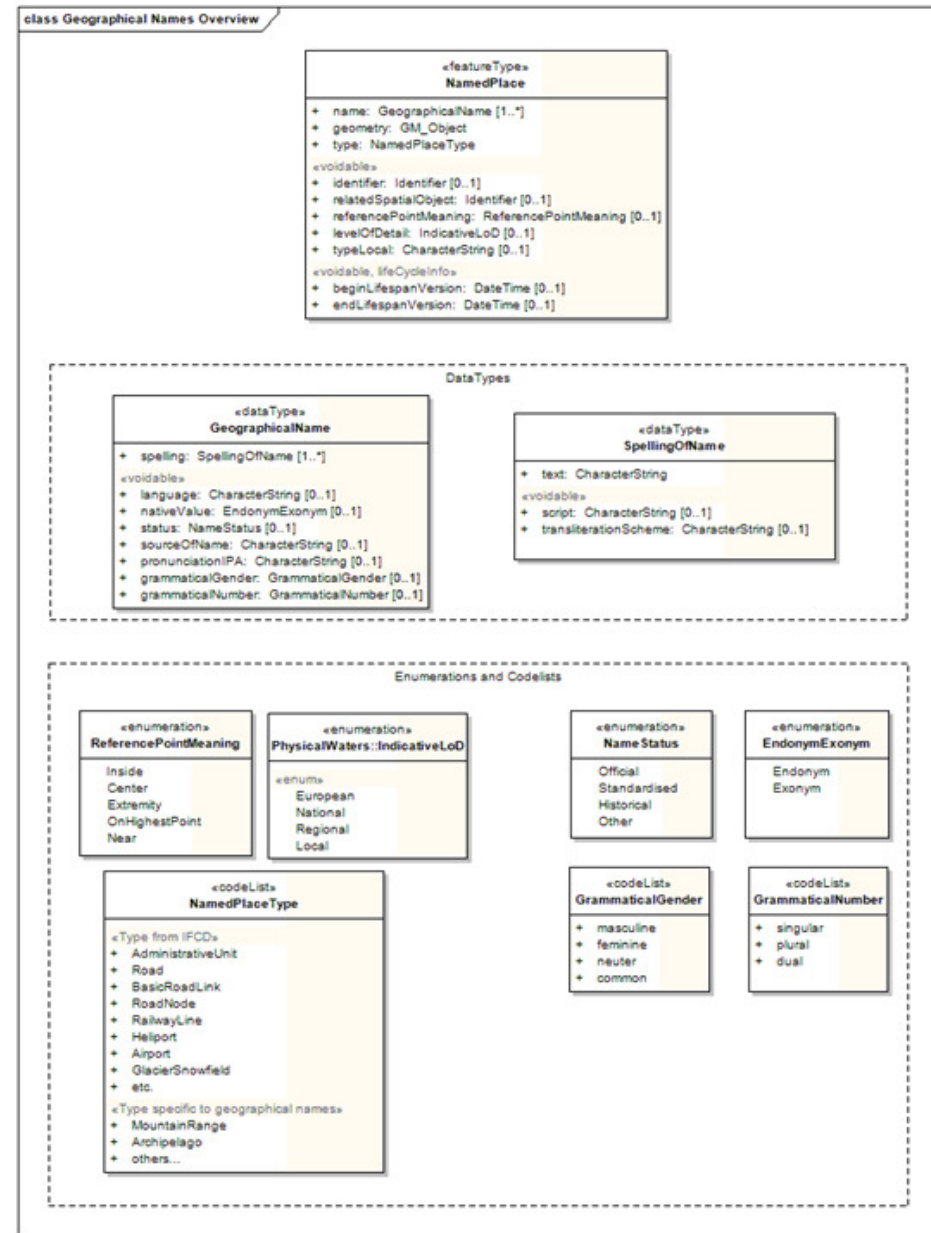 class Geographical Names Overview
«featureType»
NamedPlace
+ name: GeographicalName [1..*]
+ geometry: GM_Object
+ type: NamedPlaceType
«voidable»
+ identifier: Identifier [0..1]
+ relatedSpatialObject: Identifier [0..1]
+ referencePointMeaning: ReferencePointMeaning [0..1]
+ levelOfDetail: IndicativeLoD [0..1]
+ typeLocal: CharacterString [0..1]
«voidable, lifeCycleInfo»
+ beginLifespanVersion: DateTime [0..1]
+ endLifespanVersion: DateTime [0..1]
DataTypes
«dataType»
GeographicalName
+ spelling: SpellingOfName [1..*]
«voidable»
+ language: CharacterString [0..1]
+ nativeValue: EndonymExonym [0..1]
+ status: NameStatus [0..1]
+ sourceOfName: CharacterString [0..1]
+ pronunciationIPA: CharacterString [0..1]
+ grammaticalGender: GrammaticalGender [0..1]
+ grammaticalNumber: GrammaticalNumber [0..1]
«dataType»
SpellingOfName
+ text: CharacterString
«voidable»
+ script: CharacterString [0..1]
+ transliterationScheme: CharacterString [0..1]
Enumerations and Codelists
«enumeration»
ReferencePointMeaning
Inside
Center
Extremity
OnHighestPoint
Near
«enumeration»
PhysicalWaters::IndicativeLoD
«enum»
European
National
Regional
Local
«enumeration»
NameStatus
Official
Standardised
Historical
Other
«enumeration»
EndonymExonym
Endonym
Exonym
«codeList»
NamedPlaceType
«Type from IFCD»
+ AdministrativeUnit
+ Road
+ BasicRoadLink
+ RoadNode
+ RailwayLine
+ Heliport
+ Airport
+ GlacierSnowfield
+ etc.
«Type specific to geographical names»
+ MountainRange
+ Archipelago
+ others...
«codeList»
GrammaticalGender
+ masculine
+ feminine
+ neuter
+ common
«codeList»
GrammaticalNumber
+ singular
+ plural
+ dual